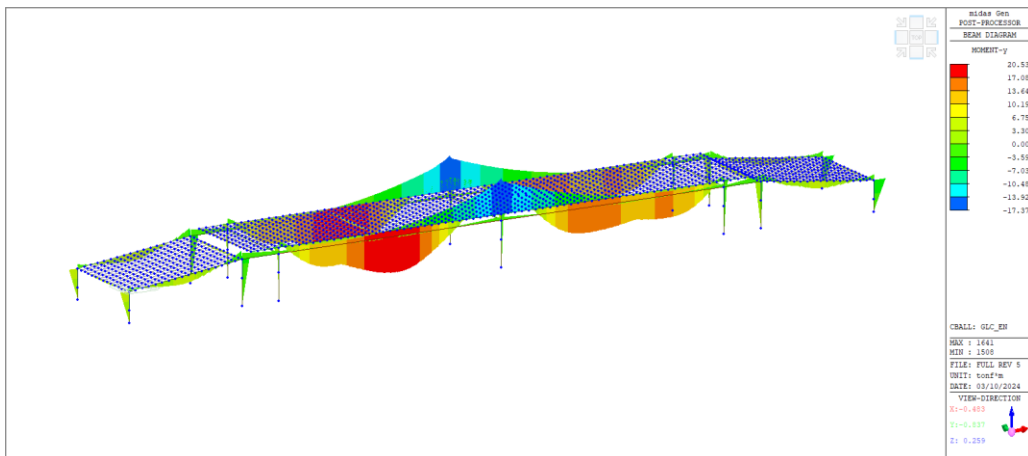 TOP
midas Gen
POST-PROCESSOR
BEAM DIAGRAM
MOMENT-y
20.53
17.08
13.64
10.19
6.75
3.30
0.00
-3.59
-7.03
-10.48
-13.92
-17.37
CBALL: GLC_EN
MAX : 1641
MIN : 1508
FILE: FULL REV 5
UNIT: tonf*m
DATE: 03/10/2024
VIEW-DIRECTION
X:-0.483
Y:-0.837
Z: 0.259